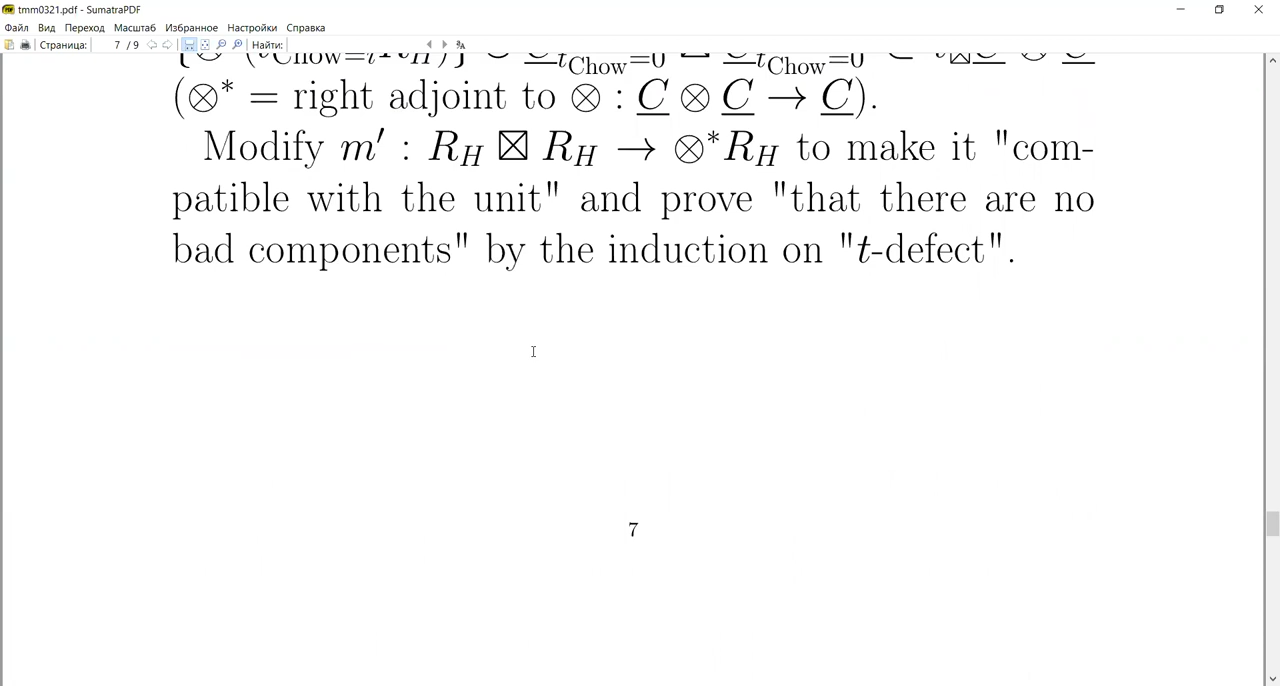 tmm0321.pdf - SumatraPDF
Файл Вид Переход Масштаб Избранное Настройки Справка
Страница: 7 / 9 Найти:
(⊗* = right adjoint to ⊗ : C ⊗ C → C).
Modify m′ : R_H ⊠ R_H → ⊗*R_H to make it "com-
patible with the unit" and prove "that there are no
bad components" by the induction on "t-defect".
7